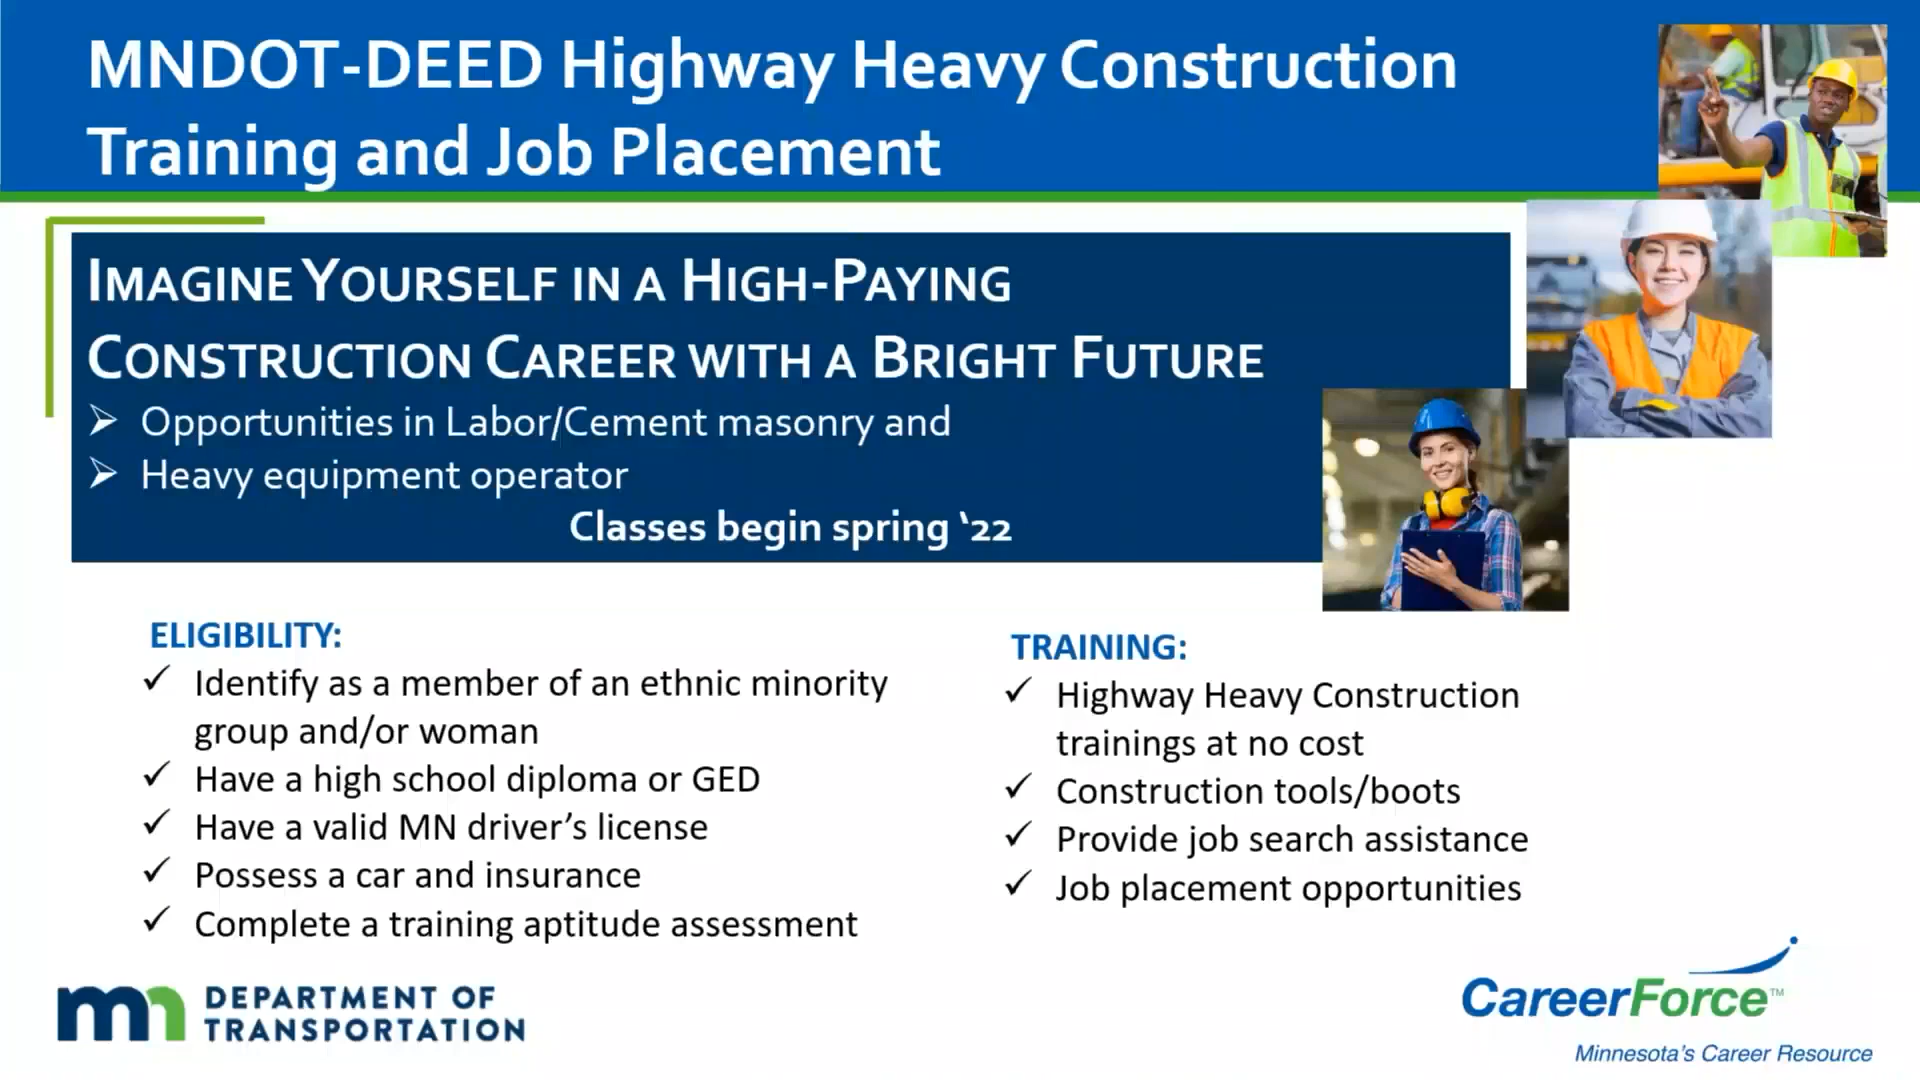 MNDOT-DEED Highway Heavy Construction
Training and Job Placement
IMAGINE YOURSELF IN A HIGH-PAYING
CONSTRUCTION CAREER WITH A BRIGHT FUTURE
➢ Opportunities in Labor/Cement masonry and
➢ Heavy equipment operator
Classes begin spring ‘22
ELIGIBILITY:
✓ Identify as a member of an ethnic minority
group and/or woman
✓ Have a high school diploma or GED
✓ Have a valid MN driver’s license
✓ Possess a car and insurance
✓ Complete a training aptitude assessment
TRAINING:
✓ Highway Heavy Construction
trainings at no cost
✓ Construction tools/boots
✓ Provide job search assistance
✓ Job placement opportunities
mn DEPARTMENT OF
TRANSPORTATION
CareerForce™
Minnesota’s Career Resource